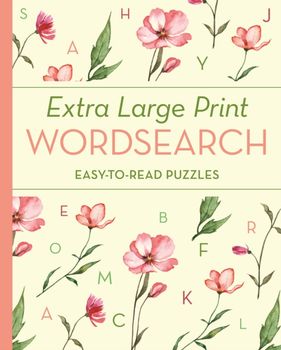 S H J
A Y
Extra Large Print
WORDSEARCH
EASY-TO-READ PUZZLES
E B F
O M R
A C K L